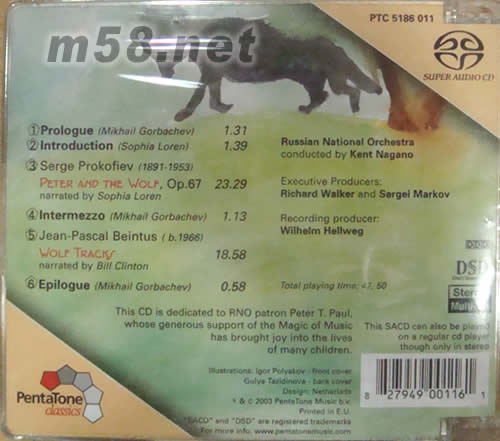 m58.net
PTC 5186 011
SUPER AUDIO CD
① Prologue (Mikhail Gorbachev) 1.31
② Introduction (Sophia Loren) 1.39
③ Serge Prokofiev (1891-1953)
PETER AND THE WOLF, Op.67 23.29
narrated by Sophia Loren
④ Intermezzo (Mikhail Gorbachev) 1.13
⑤ Jean-Pascal Beintus (b.1966)
WOLF TRACKS 18.58
narrated by Bill Clinton
⑥ Epilogue (Mikhail Gorbachev) 0.58
Russian National Orchestra
conducted by Kent Nagano
Executive Producers:
Richard Walker and Sergei Markov
Recording producer:
Wilhelm Hellweg
Total playing time: 47.50
DDD
DSD
Stereo
Multi-
This CD is dedicated to RNO patron Peter T. Paul,
whose generous support of the Magic of Music
has brought joy into the lives
of many children.
This SACD can also be played
on a regular cd player
though only in stereo
Illustrations: Igor Polyakov - front cover
Gulya Tazidinova - back cover
Design: Netherlads
℗ & © 2003 PentaTone Music b.v.
Printed in E.U.
"SACD" and "DSD" are registered trademarks
For more info. www.pentatonemusic.com
PentaTone
classics
8 27949 00116 1